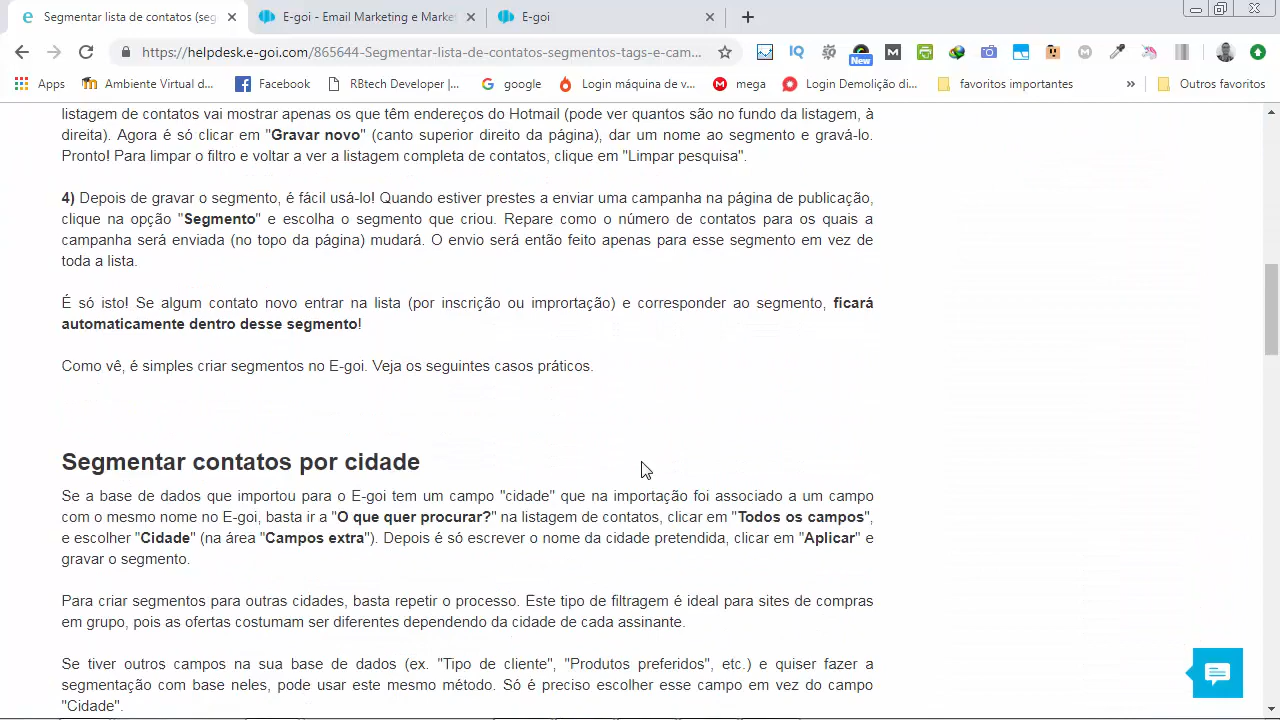 Segmentar lista de contatos (seg
E-goi - Email Marketing e Marke
E-goi
https://helpdesk.e-goi.com/865644-Segmentar-lista-de-contatos-segmentos-tags-e-cam...
New
Apps
Ambiente Virtual d...
Facebook
RBtech Developer |...
google
Login máquina de v...
mega
Login Demolição di...
favoritos importantes
»
Outros favoritos
listagem de contatos vai mostrar apenas os que têm endereços do Hotmail (pode ver quantos são no fundo da listagem, à
direita). Agora é só clicar em "Gravar novo" (canto superior direito da página), dar um nome ao segmento e gravá-lo.
Pronto! Para limpar o filtro e voltar a ver a listagem completa de contatos, clique em "Limpar pesquisa".
4) Depois de gravar o segmento, é fácil usá-lo! Quando estiver prestes a enviar uma campanha na página de publicação,
clique na opção "Segmento" e escolha o segmento que criou. Repare como o número de contatos para os quais a
campanha será enviada (no topo da página) mudará. O envio será então feito apenas para esse segmento em vez de
toda a lista.
É só isto! Se algum contato novo entrar na lista (por inscrição ou imprortação) e corresponder ao segmento, ficará
automaticamente dentro desse segmento!
Como vê, é simples criar segmentos no E-goi. Veja os seguintes casos práticos.
Segmentar contatos por cidade
Se a base de dados que importou para o E-goi tem um campo "cidade" que na importação foi associado a um campo
com o mesmo nome no E-goi, basta ir a "O que quer procurar?" na listagem de contatos, clicar em "Todos os campos",
e escolher "Cidade" (na área "Campos extra"). Depois é só escrever o nome da cidade pretendida, clicar em "Aplicar" e
gravar o segmento.
Para criar segmentos para outras cidades, basta repetir o processo. Este tipo de filtragem é ideal para sites de compras
em grupo, pois as ofertas costumam ser diferentes dependendo da cidade de cada assinante.
Se tiver outros campos na sua base de dados (ex. "Tipo de cliente", "Produtos preferidos", etc.) e quiser fazer a
segmentação com base neles, pode usar este mesmo método. Só é preciso escolher esse campo em vez do campo
"Cidade".